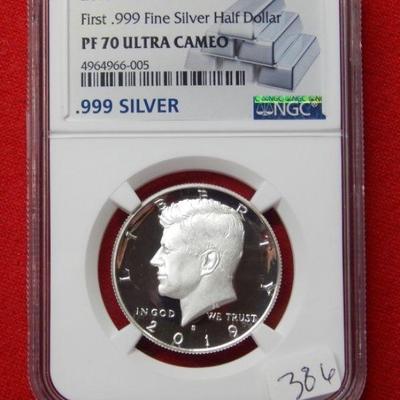 First .999 Fine Silver Half Dollar
PF 70 ULTRA CAMEO
4964966-005
.999 SILVER
NGC
LIBERTY
IN GOD WE TRUST
S
2019
386